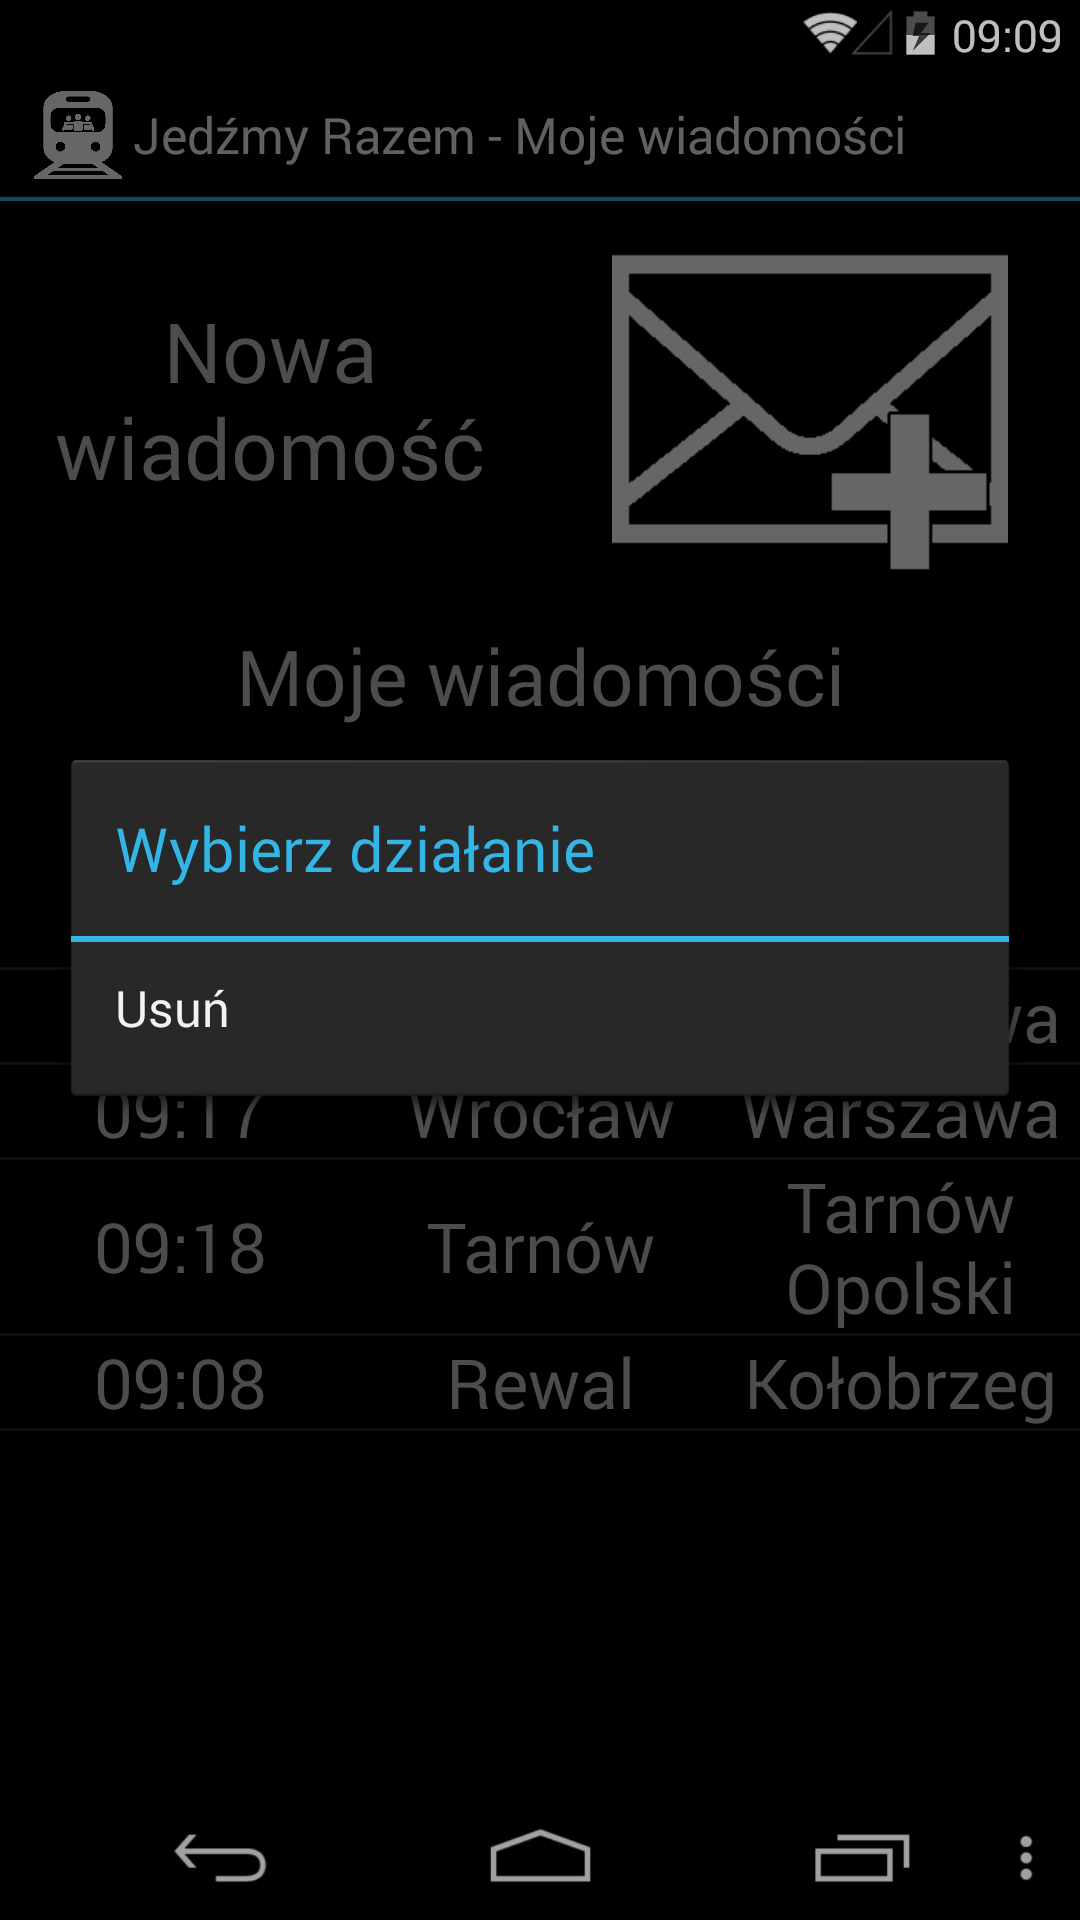 09:09
Jedźmy Razem - Moje wiadomości
Nowa
wiadomość
Moje wiadomości
Wybierz działanie
Usuń
09:17 Wrocław Warszawa
09:18 Tarnów Tarnów
Opolski
09:08 Rewal Kołobrzeg